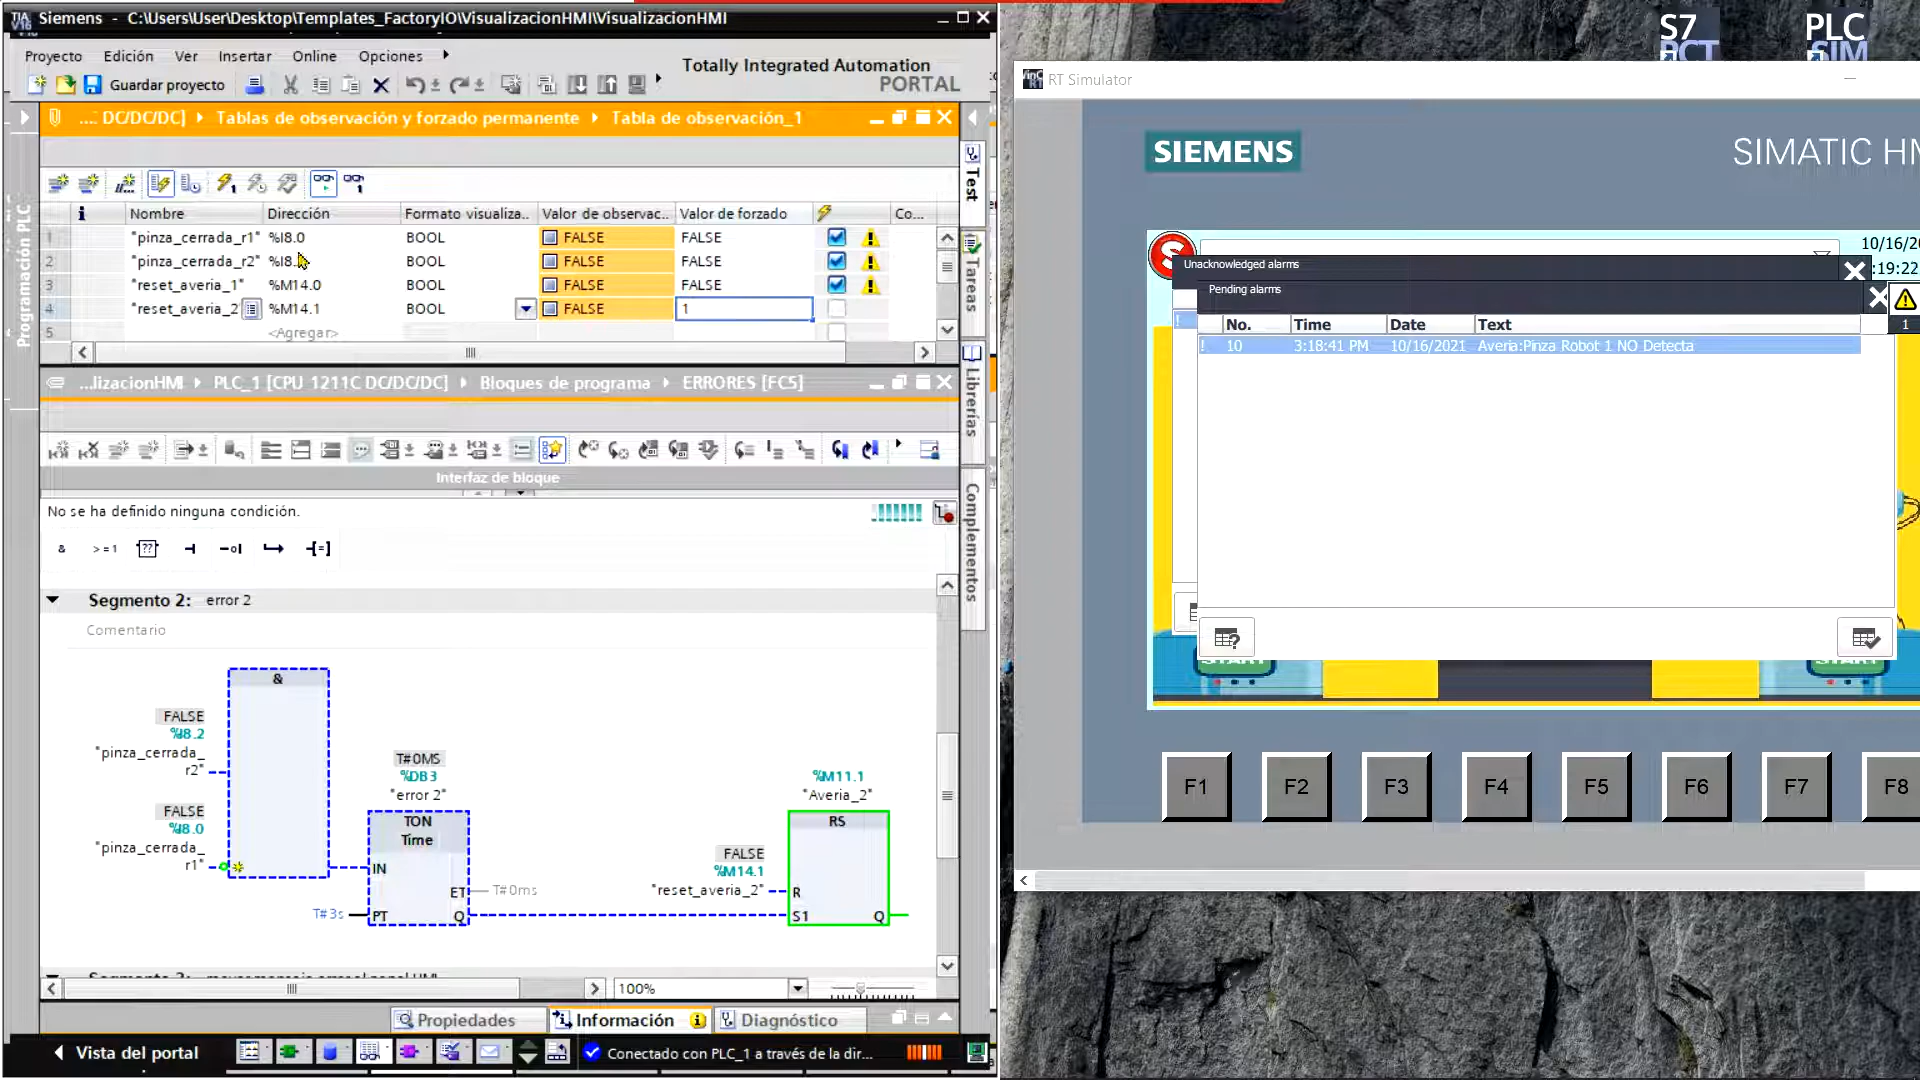 Siemens - C:\Users\User\Desktop\Templates_FactoryIO\VisualizacionHMI\VisualizacionHMI
Proyecto Edición Ver Insertar Online Opciones
Totally Integrated Automation
PORTAL
Guardar proyecto
...: DC/DC/DC] Tablas de observación y forzado permanente Tabla de observación_1
i Nombre Dirección Formato visualiza.. Valor de observac.. Valor de forzado Co...
1 "pinza_cerrada_r1" %I8.0 BOOL FALSE FALSE
2 "pinza_cerrada_r2" %I8. BOOL FALSE FALSE
3 "reset_averia_1" %M14.0 BOOL FALSE FALSE
4 "reset_averia_2 %M14.1 BOOL FALSE 1
5 <Agregar>
...lizacionHMI PLC_1 [CPU 1211C DC/DC/DC] Bloques de programa ERRORES [FC5]
Interfaz de bloque
No se ha definido ninguna condición.
& >=1 ??
Segmento 2: error 2
Comentario
&
FALSE
%I8.2
"pinza_cerrada_
r2"
FALSE
%I8.0
"pinza_cerrada_
r1"
T#0MS
%DB3
"error 2"
TON
Time
IN
ET T#0ms
T#3s PT Q
%M11.1
"Averia_2"
RS
FALSE
%M14.1
"reset_averia_2" R
S1 Q
100%
Propiedades Información Diagnóstico
Vista del portal
Conectado con PLC_1 a través de la dir...
Programación PLC
Test
Tareas
Librerías
Complementos
S7
PLC
SIM
RT Simulator
SIEMENS
SIMATIC HM
10/16/20
:19:22
Unacknowledged alarms
Pending alarms
No. Time Date Text
! 10 3:18:41 PM 10/16/2021 Averia:Pinza Robot 1 NO Detecta
1
START START
F1 F2 F3 F4 F5 F6 F7 F8